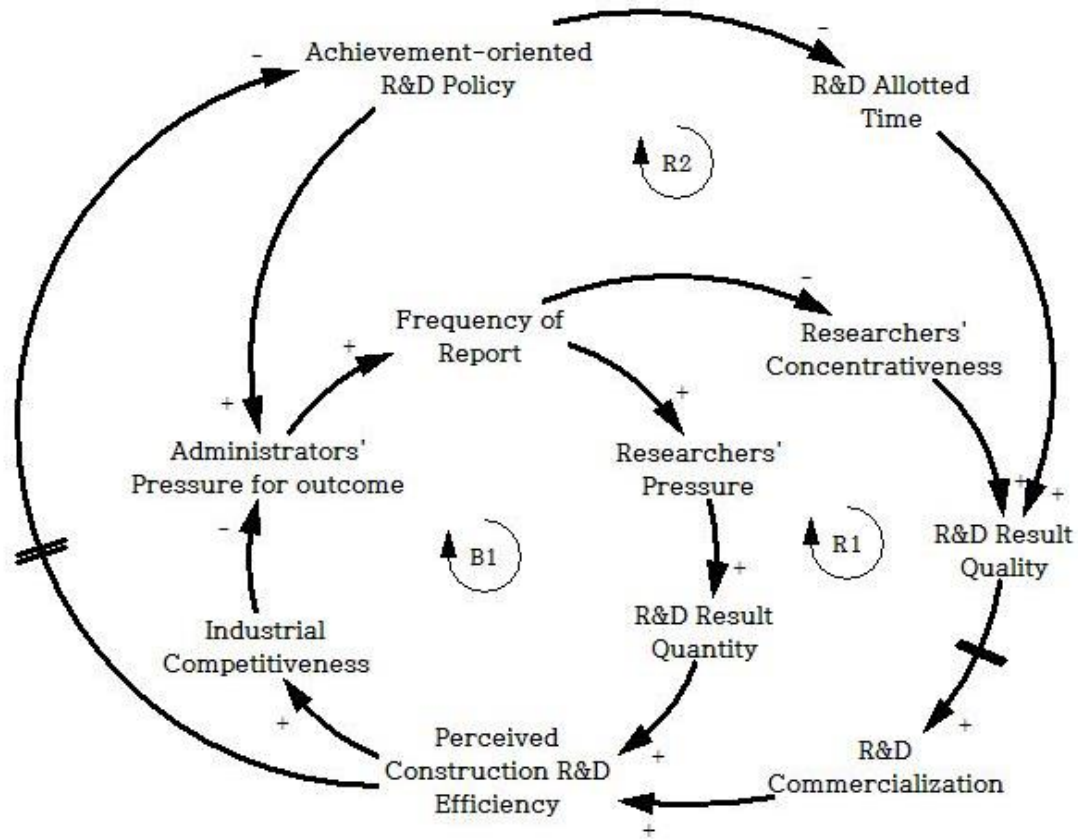 Achievement-oriented
R&D Policy
-
-
R&D Allotted
Time
R2
Frequency of
Report
+
-
Researchers'
Concentrativeness
+
+
Administrators'
Pressure for outcome
-
Researchers'
Pressure
+
+
R&D Result
Quality
B1
R1
+
R&D Result
Quantity
Industrial
Competitiveness
+
+
+
Perceived
Construction R&D
Efficiency
R&D
Commercialization
+